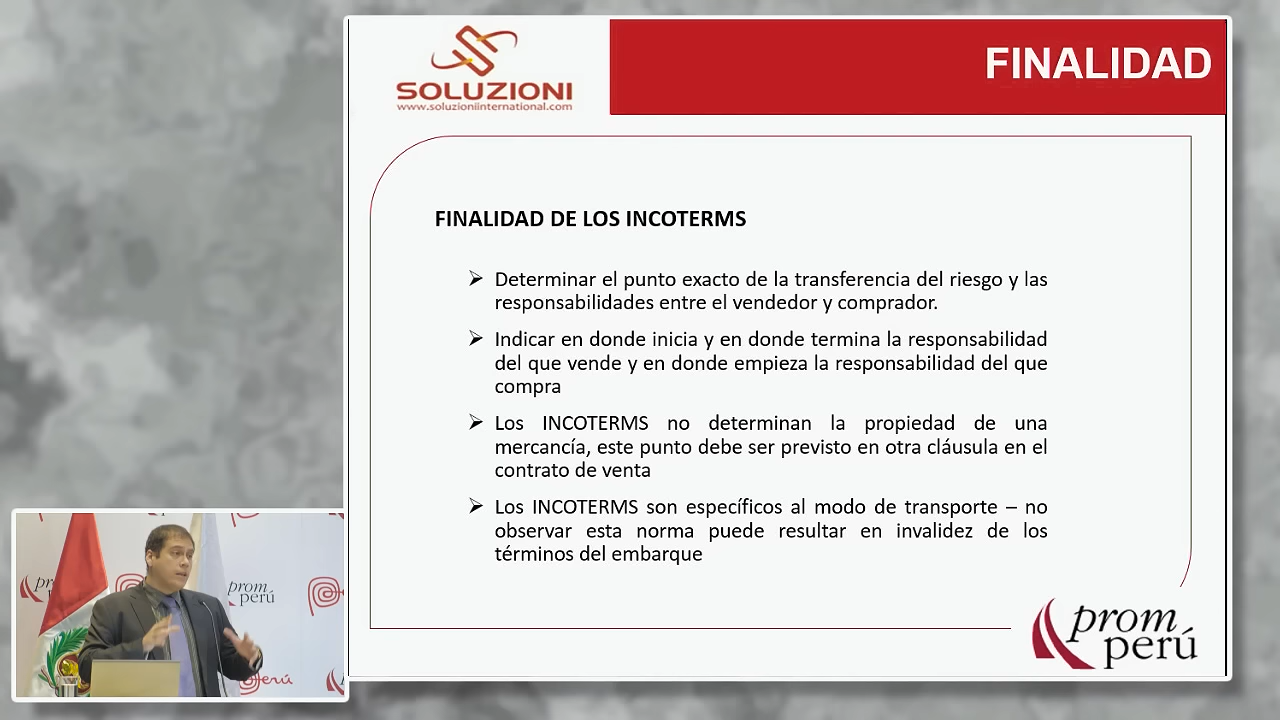 SOLUZIONI
www.soluzioniinternational.com
FINALIDAD
FINALIDAD DE LOS INCOTERMS
➢ Determinar el punto exacto de la transferencia del riesgo y las
responsabilidades entre el vendedor y comprador.
➢ Indicar en donde inicia y en donde termina la responsabilidad
del que vende y en donde empieza la responsabilidad del que
compra
➢ Los INCOTERMS no determinan la propiedad de una
mercancía, este punto debe ser previsto en otra cláusula en el
contrato de venta
➢ Los INCOTERMS son específicos al modo de transporte – no
observar esta norma puede resultar en invalidez de los
términos del embarque
prom
perú
prom
perú